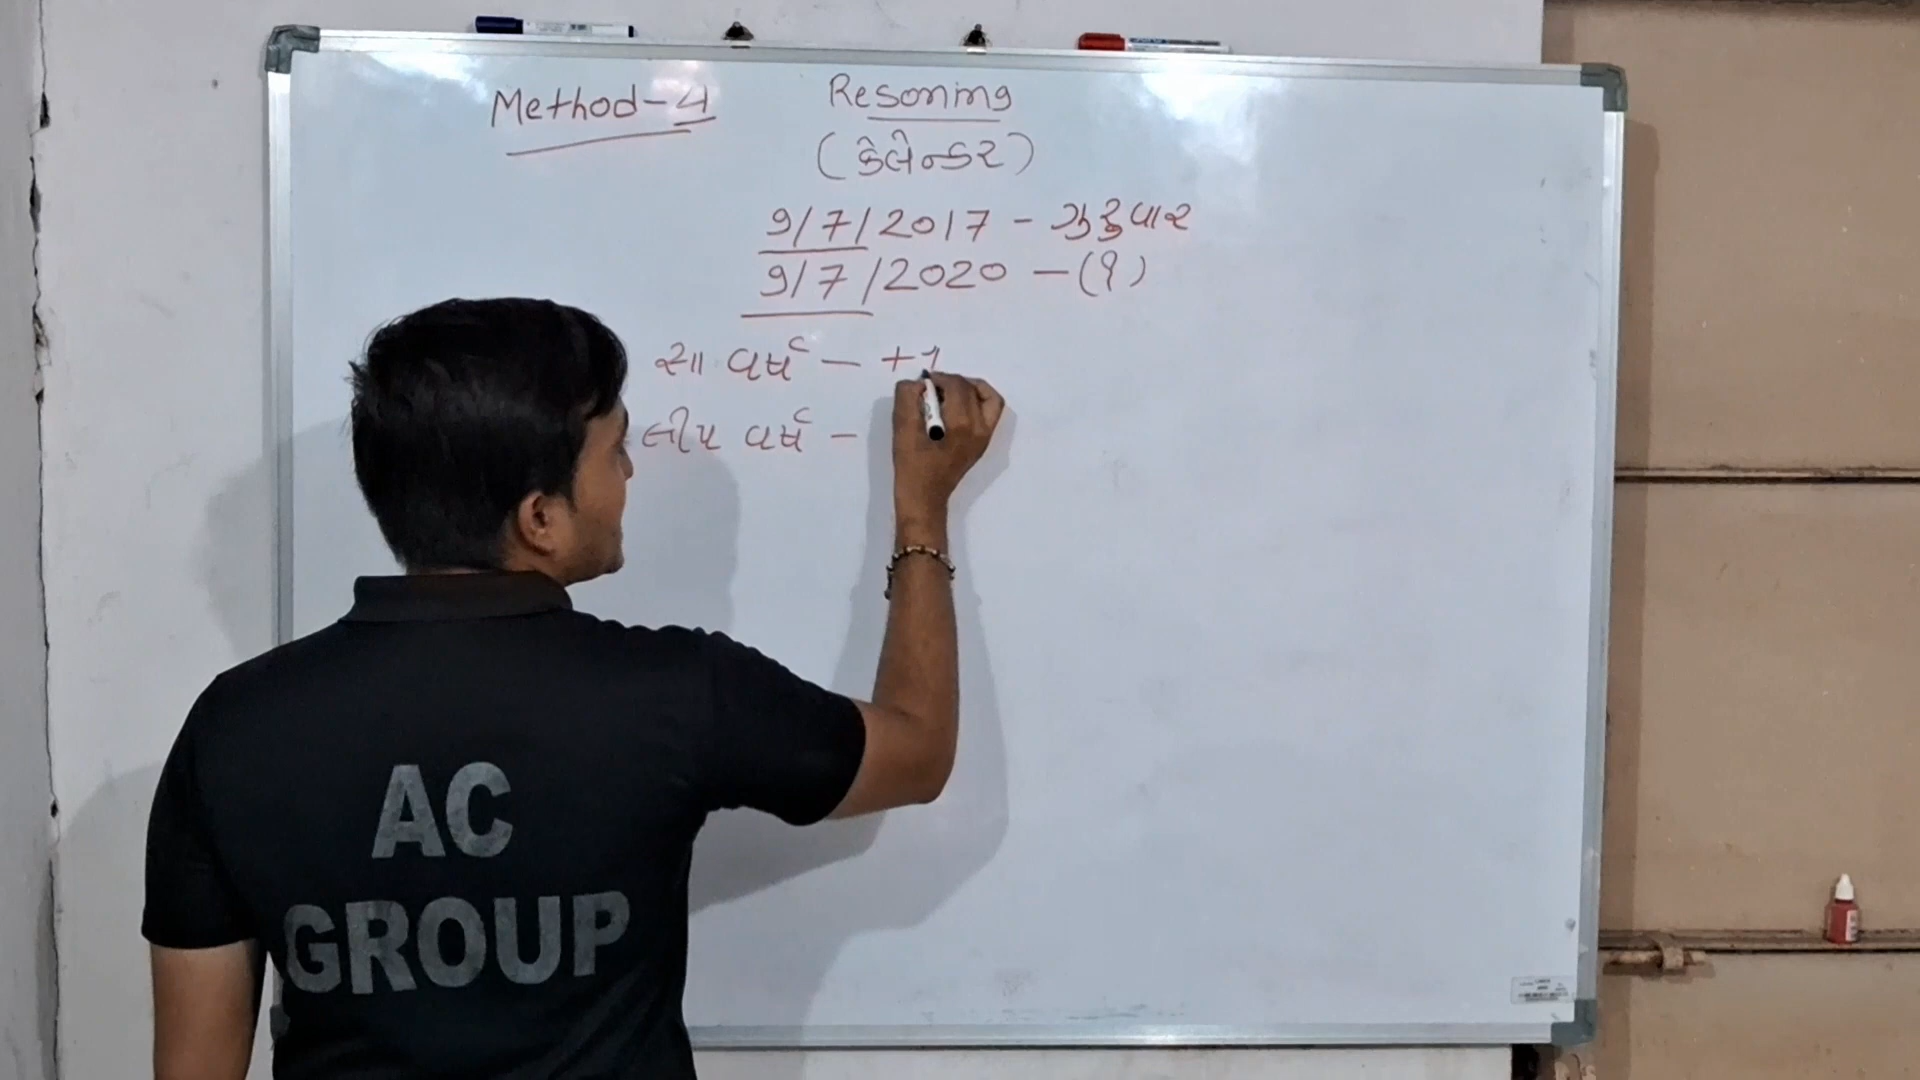 Method-4
Resoning
(કેલેન્ડર)
9/7/2017 - ગુરુવાર
9/7/2020 - (?)
સા વર્ષ - +1
લીપ વર્ષ -
AC
GROUP